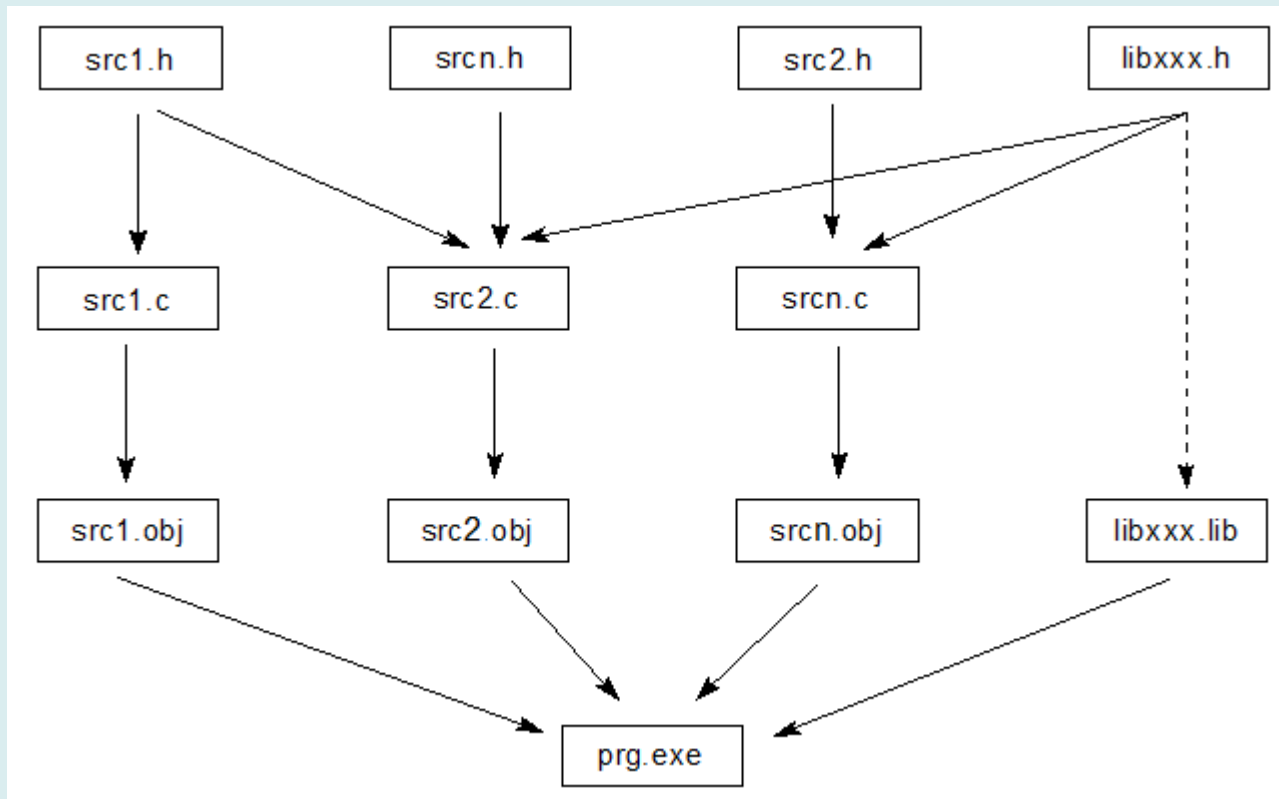 src1.h
srcn.h
src2.h
libxxx.h
src1.c
src2.c
srcn.c
src1.obj
src2.obj
srcn.obj
libxxx.lib
prg.exe